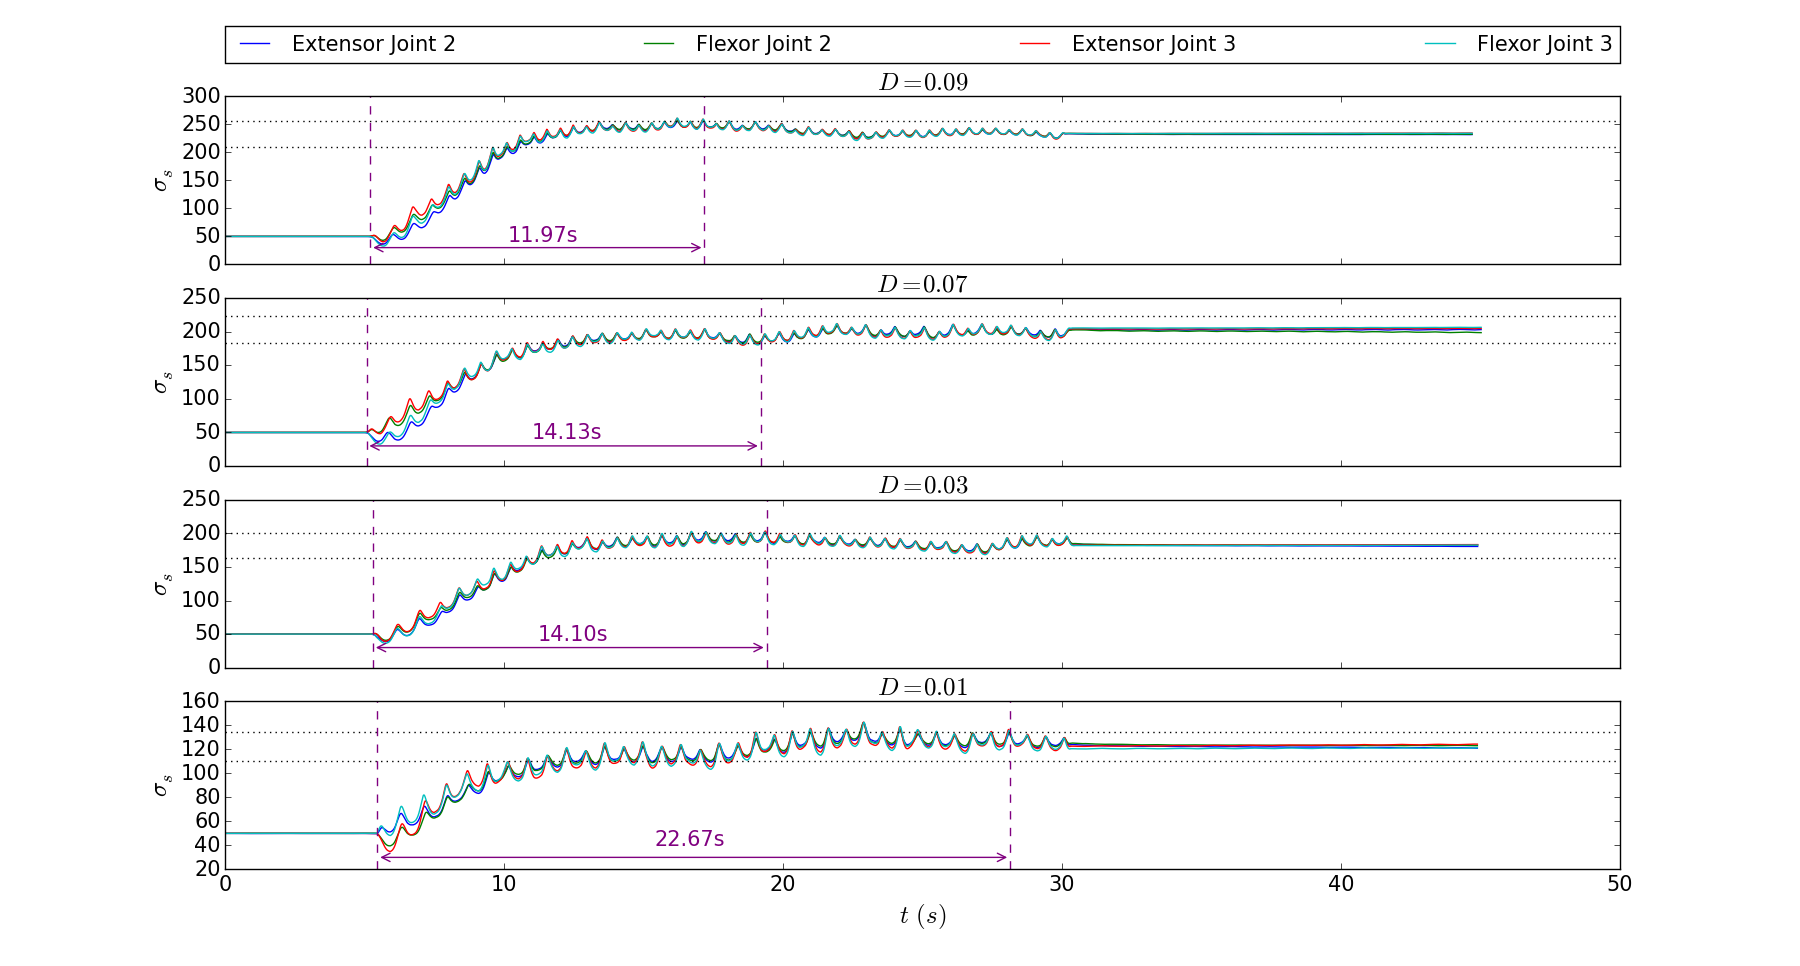 Extensor Joint 2 Flexor Joint 2 Extensor Joint 3 Flexor Joint 3
D = 0.09
300
250
200
150
100
50
0
σs
11.97s
D = 0.07
250
200
150
100
50
0
σs
14.13s
D = 0.03
250
200
150
100
50
0
σs
14.10s
D = 0.01
160
140
120
100
80
60
40
20
σs
22.67s
0 10 20 30 40 50
t (s)